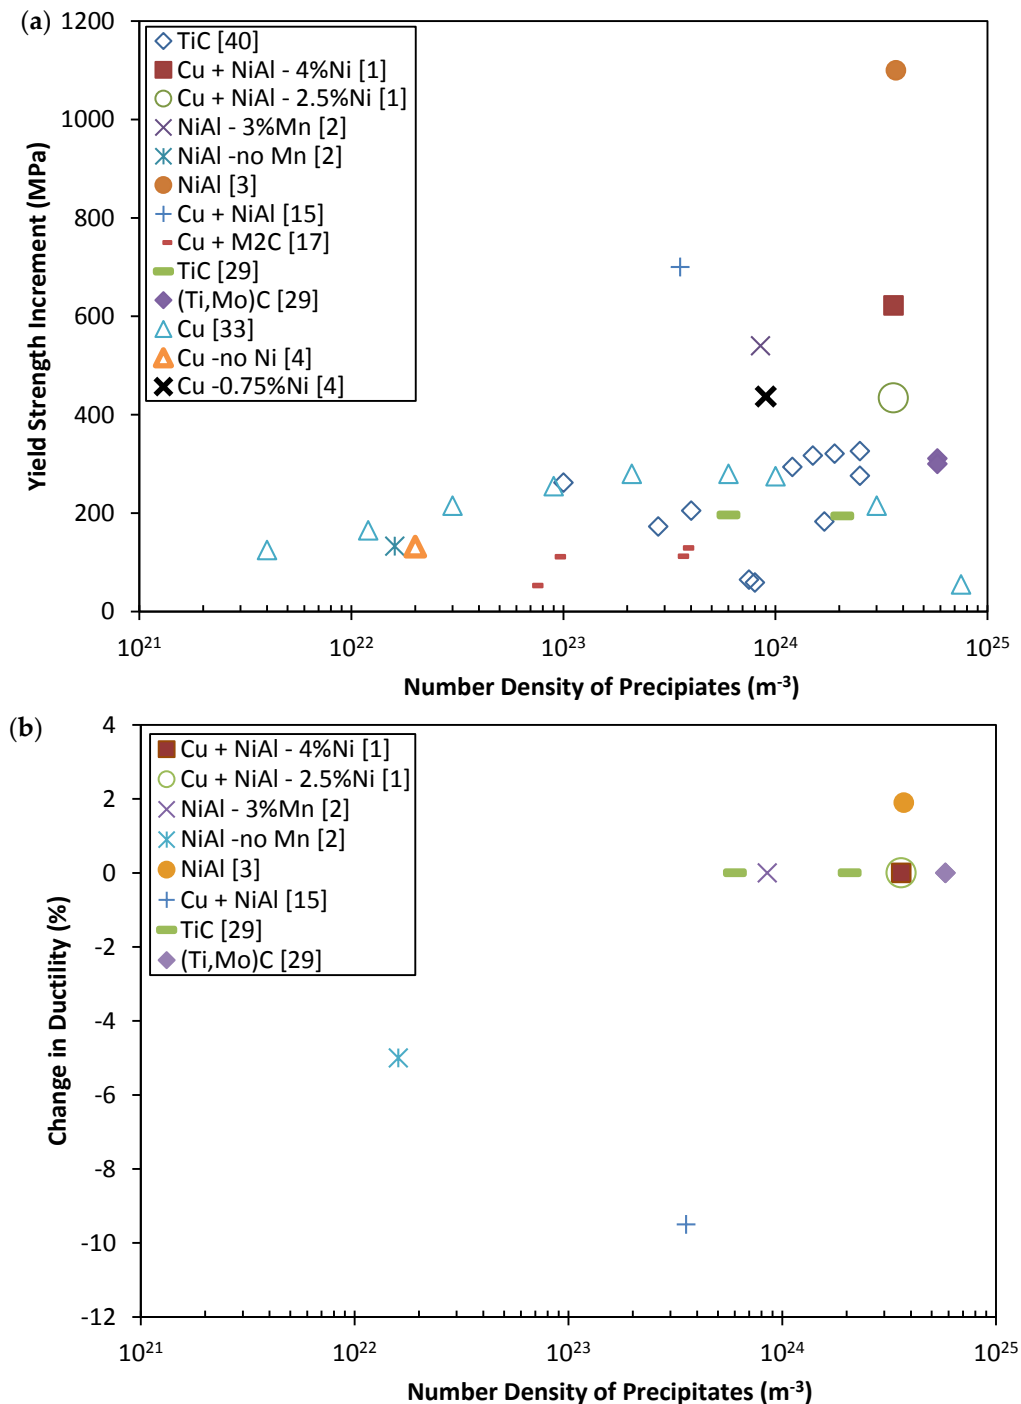 (a)
1200
1000
800
600
400
200
0
Yield Strength Increment (MPa)
TiC [40]
Cu + NiAl - 4%Ni [1]
Cu + NiAl - 2.5%Ni [1]
NiAl - 3%Mn [2]
NiAl -no Mn [2]
NiAl [3]
Cu + NiAl [15]
Cu + M2C [17]
TiC [29]
(Ti,Mo)C [29]
Cu [33]
Cu -no Ni [4]
Cu -0.75%Ni [4]
10²¹ 10²² 10²³ 10²⁴ 10²⁵
Number Density of Precipiates (m⁻³)
(b)
4
2
0
-2
-4
-6
-8
-10
-12
Change in Ductility (%)
Cu + NiAl - 4%Ni [1]
Cu + NiAl - 2.5%Ni [1]
NiAl - 3%Mn [2]
NiAl -no Mn [2]
NiAl [3]
Cu + NiAl [15]
TiC [29]
(Ti,Mo)C [29]
10²¹ 10²² 10²³ 10²⁴ 10²⁵
Number Density of Precipitates (m⁻³)